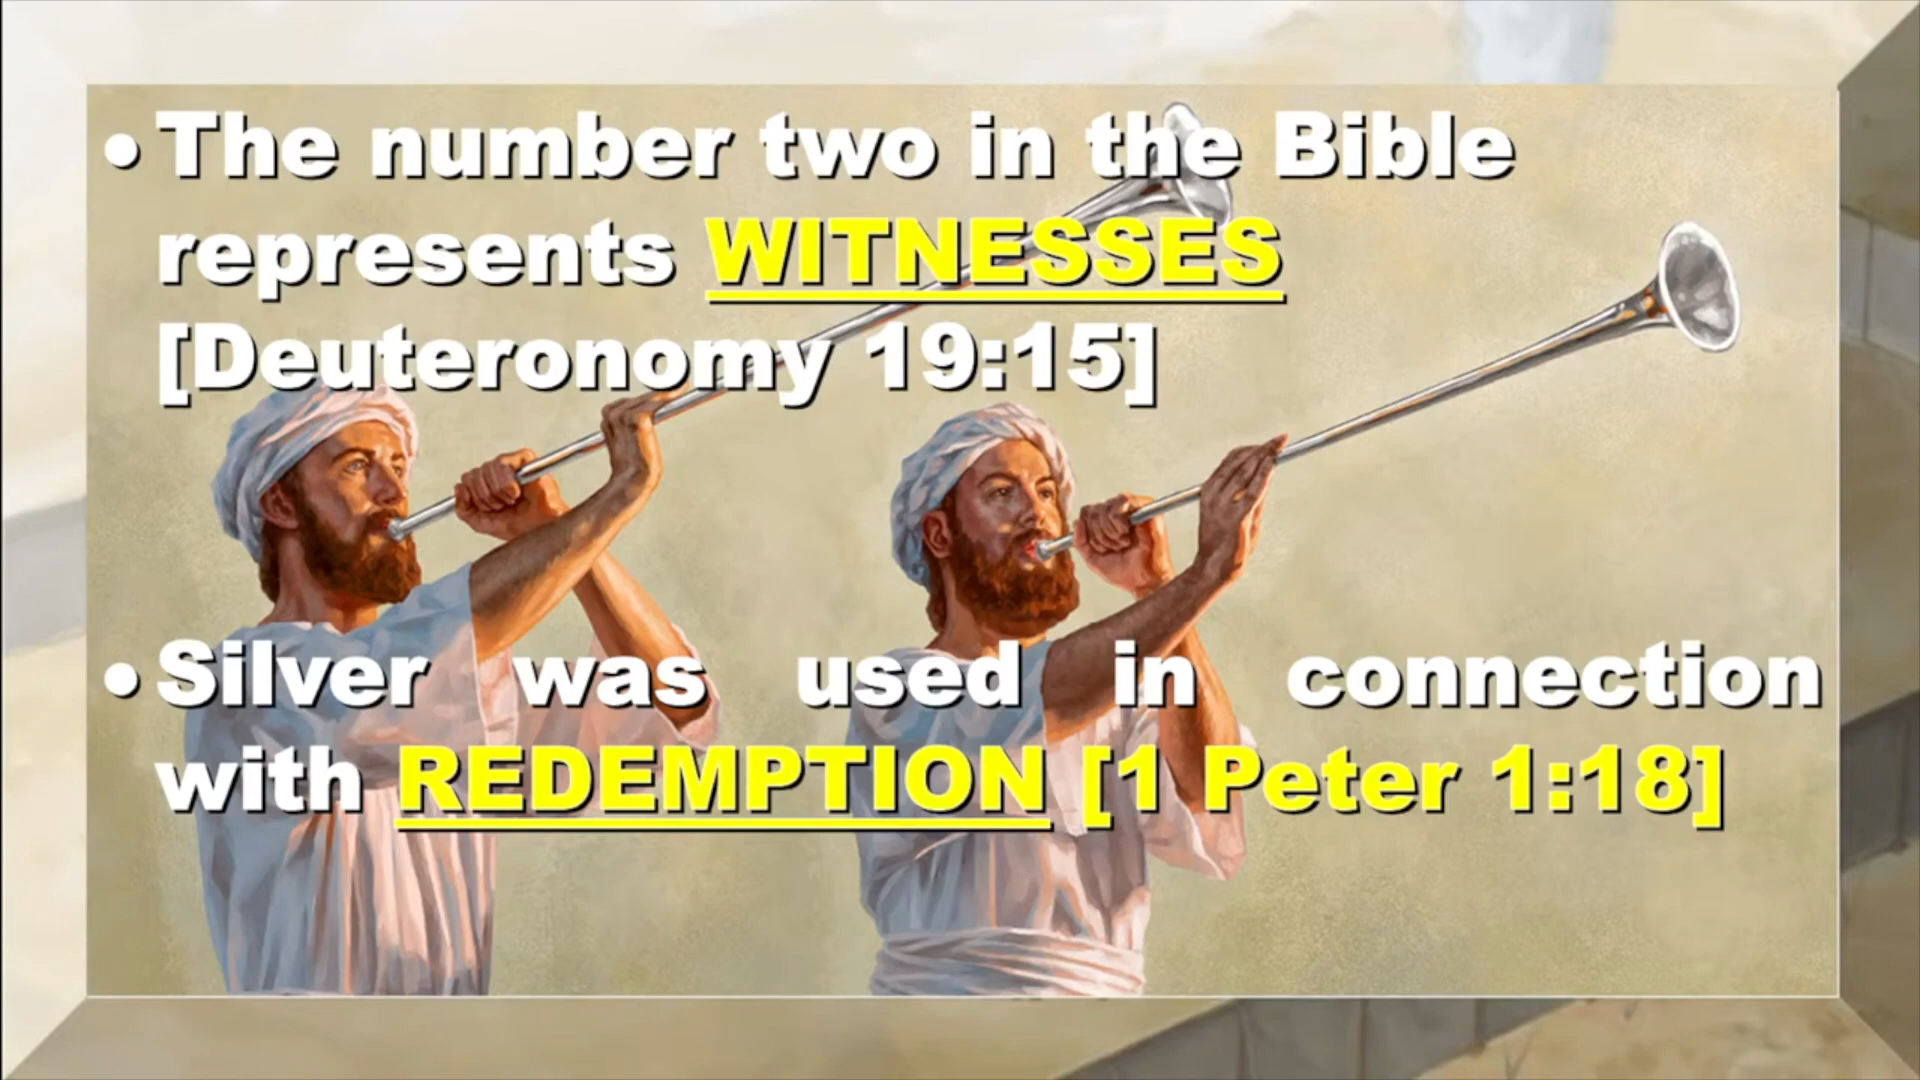 • The number two in the Bible
represents WITNESSES
[Deuteronomy 19:15]
• Silver was used in connection
with REDEMPTION [1 Peter 1:18]